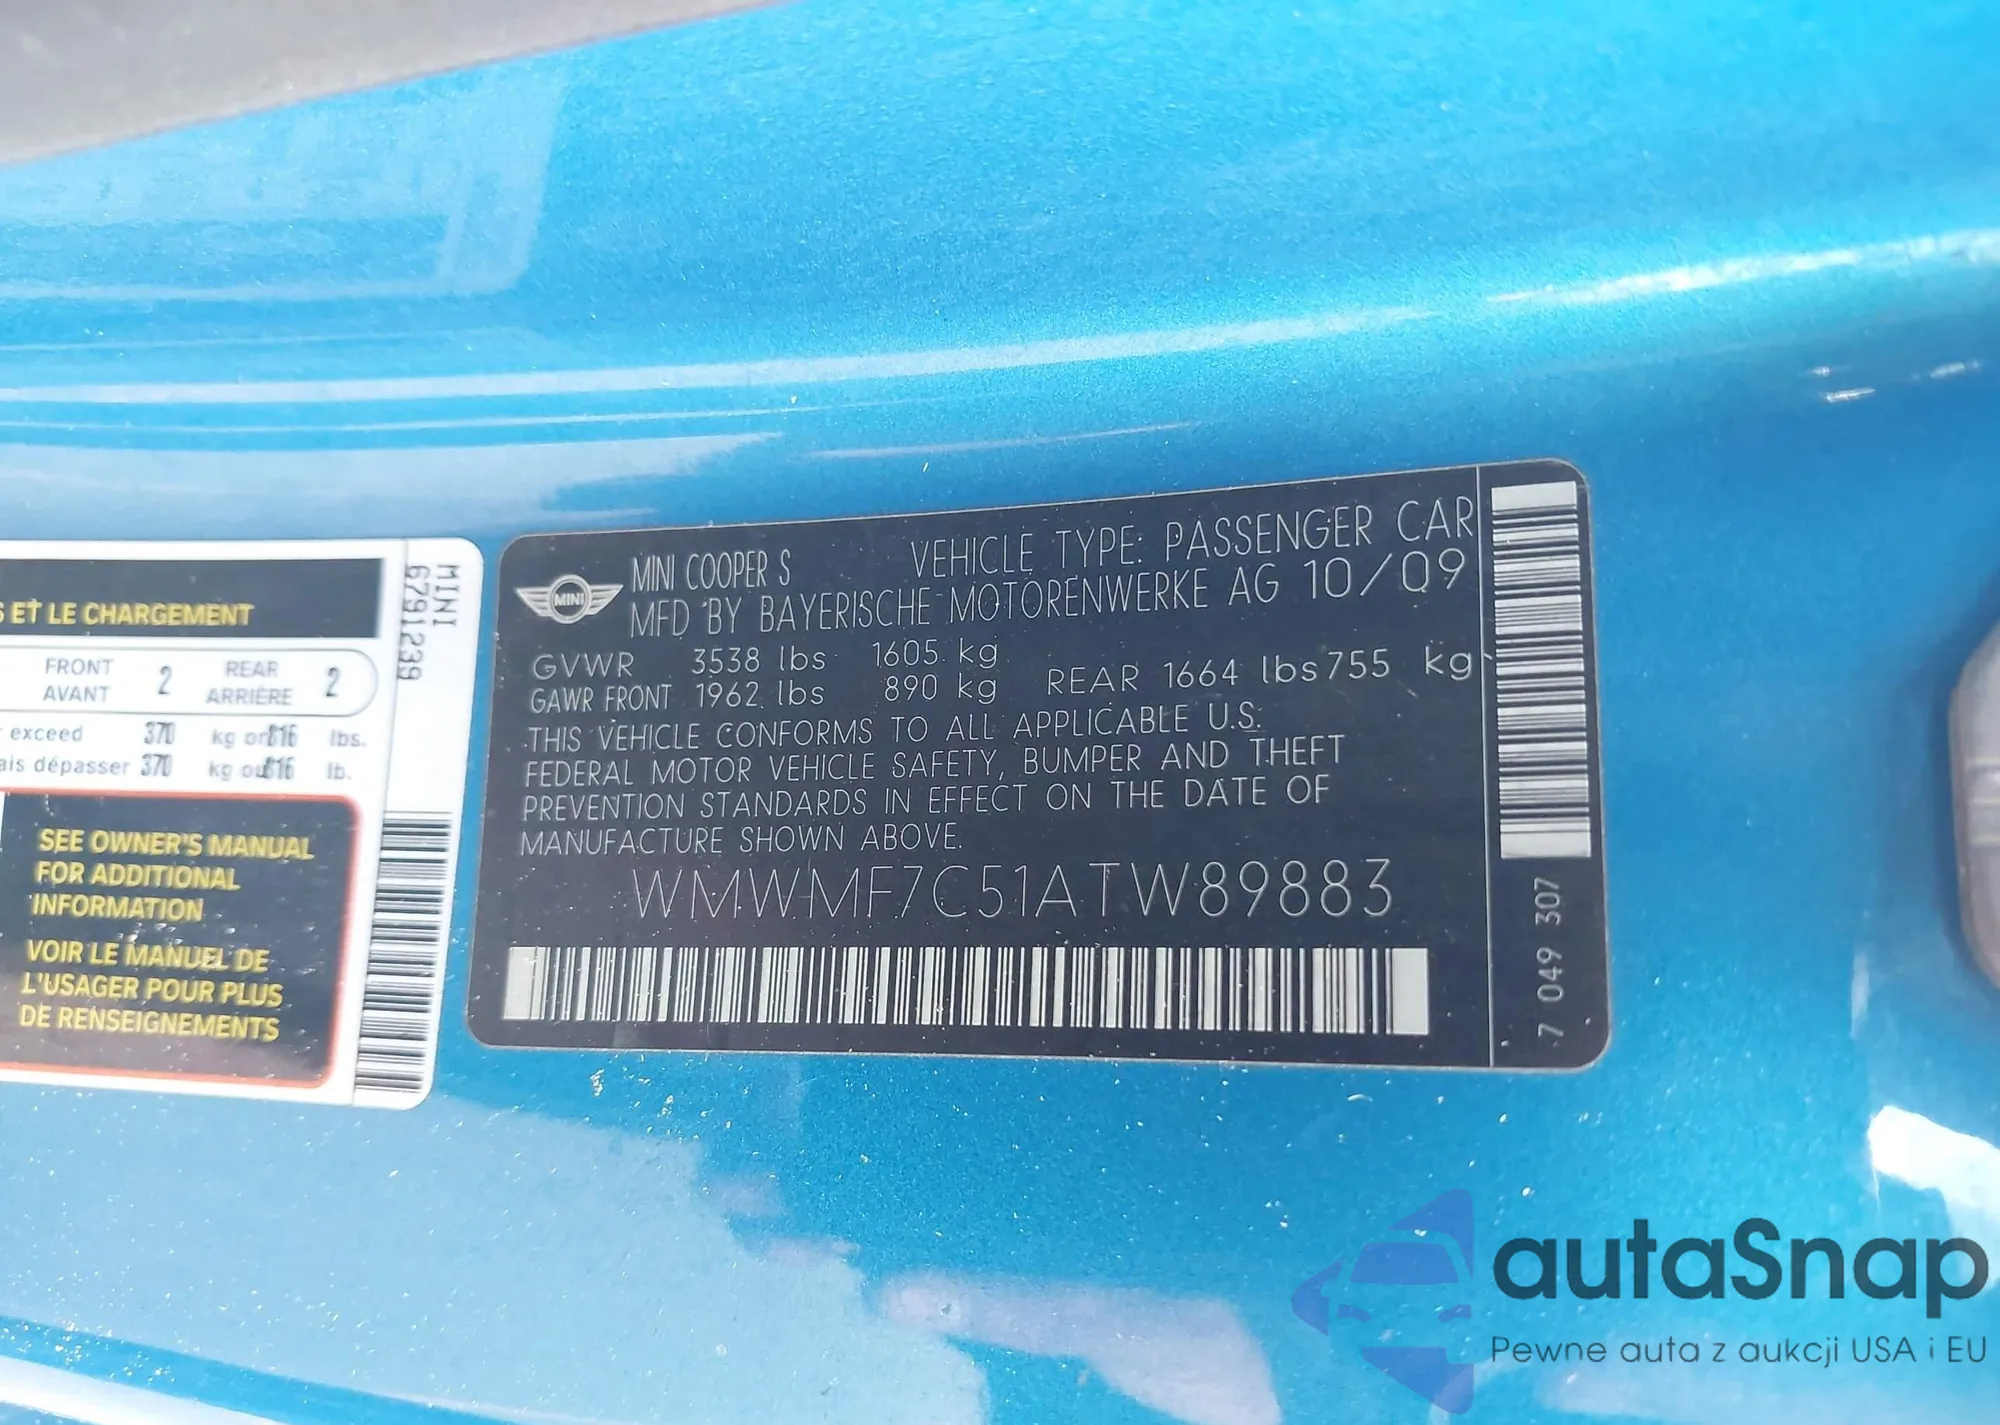 S ET LE CHARGEMENT
FRONT 2 REAR 2
AVANT ARRIÈRE
exceed 370 kg or 816 lbs.
ais dépasser 370 kg ou 816 lb.
SEE OWNER'S MANUAL
FOR ADDITIONAL
INFORMATION
VOIR LE MANUEL DE
L'USAGER POUR PLUS
DE RENSEIGNEMENTS
MINI
6791239
MINI
MINI COOPER S VEHICLE TYPE: PASSENGER CAR
MFD BY BAYERISCHE MOTORENWERKE AG 10/09
GVWR 3538 lbs 1605 kg
GAWR FRONT 1962 lbs 890 kg REAR 1664 lbs 755 kg
THIS VEHICLE CONFORMS TO ALL APPLICABLE U.S.
FEDERAL MOTOR VEHICLE SAFETY, BUMPER AND THEFT
PREVENTION STANDARDS IN EFFECT ON THE DATE OF
MANUFACTURE SHOWN ABOVE.
WMWMF7C51ATW89883
7 049 307
autaSnap
Pewne auta z aukcji USA i EU